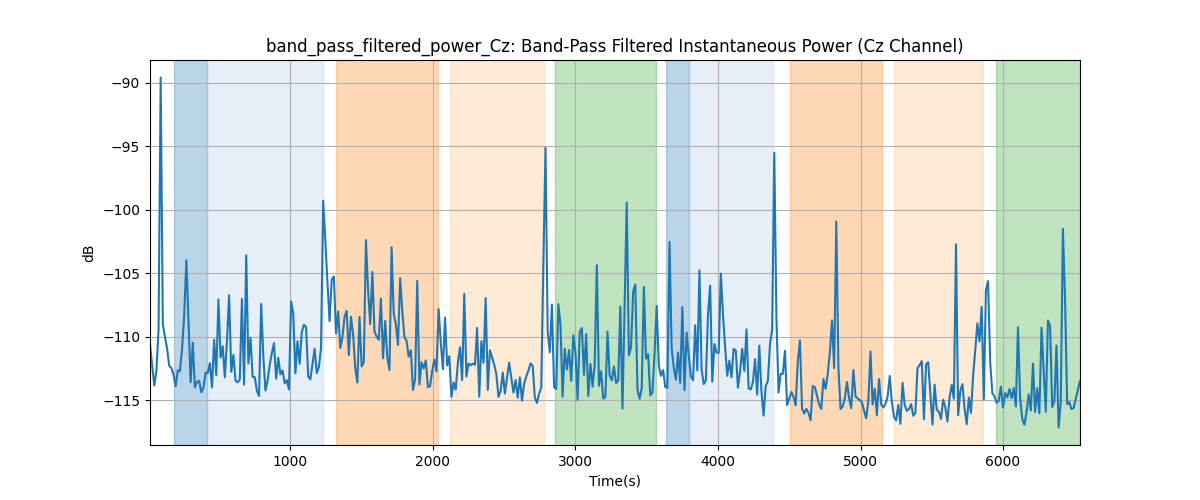 band_pass_filtered_power_Cz: Band-Pass Filtered Instantaneous Power (Cz Channel)
−90
−95
−100
−105
−110
−115
dB
1000 2000 3000 4000 5000 6000
Time(s)